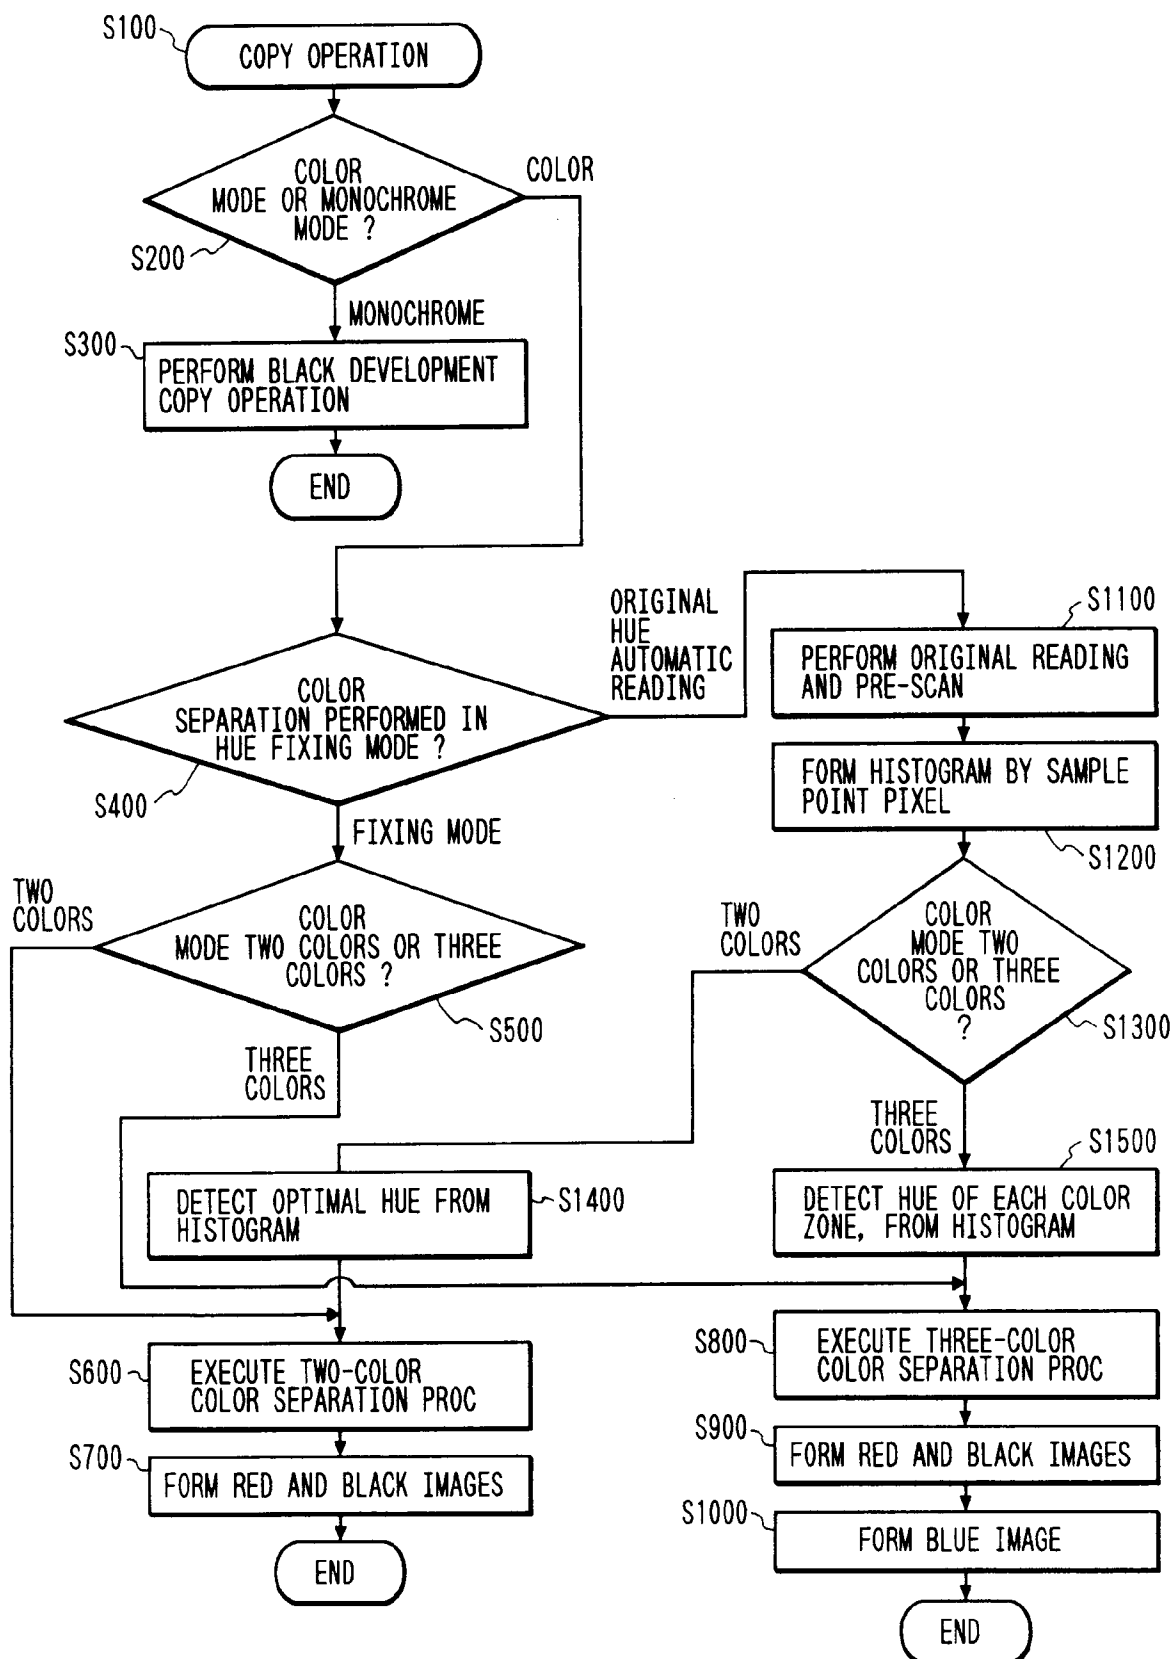 S100
COPY OPERATION
COLOR
MODE OR MONOCHROME
MODE ?
COLOR
S200
MONOCHROME
S300
PERFORM BLACK DEVELOPMENT
COPY OPERATION
END
COLOR
SEPARATION PERFORMED IN
HUE FIXING MODE ?
S400
ORIGINAL
HUE
AUTOMATIC
READING
S1100
PERFORM ORIGINAL READING
AND PRE-SCAN
FORM HISTOGRAM BY SAMPLE
POINT PIXEL
S1200
FIXING MODE
TWO
COLORS
COLOR
MODE TWO COLORS OR THREE
COLORS ?
S500
THREE
COLORS
TWO
COLORS
COLOR
MODE TWO
COLORS OR THREE
COLORS
?
S1300
THREE
COLORS
S1400
DETECT OPTIMAL HUE FROM
HISTOGRAM
S1500
DETECT HUE OF EACH COLOR
ZONE, FROM HISTOGRAM
S600
EXECUTE TWO-COLOR
COLOR SEPARATION PROC
S700
FORM RED AND BLACK IMAGES
END
S800
EXECUTE THREE-COLOR
COLOR SEPARATION PROC
S900
FORM RED AND BLACK IMAGES
S1000
FORM BLUE IMAGE
END